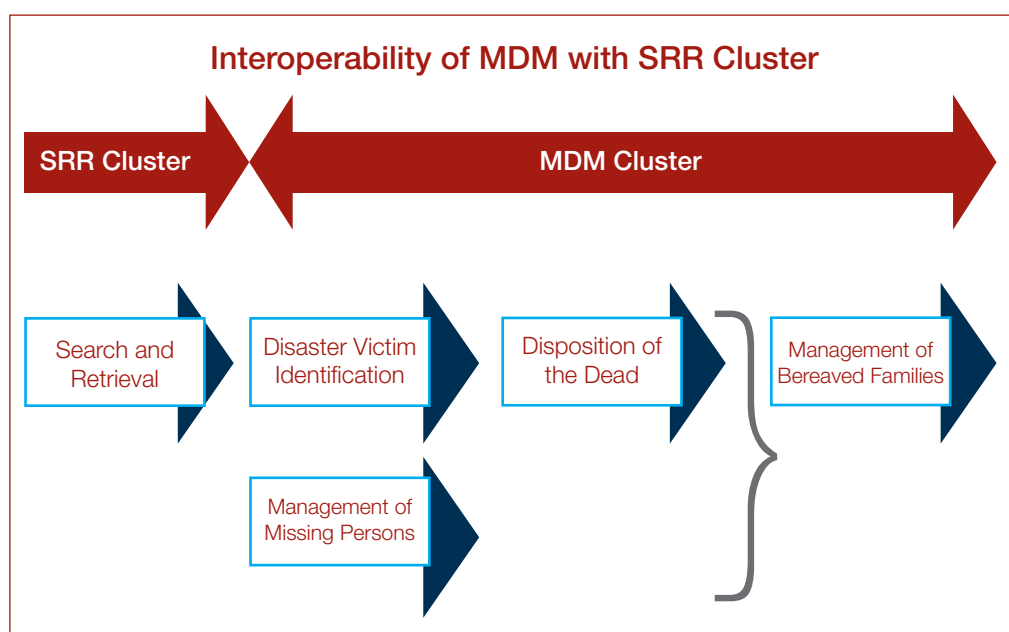 Interoperability of MDM with SRR Cluster
SRR Cluster
MDM Cluster
Search and
Retrieval
Disaster Victim
Identification
Disposition of
the Dead
Management of
Bereaved Families
Management of
Missing Persons